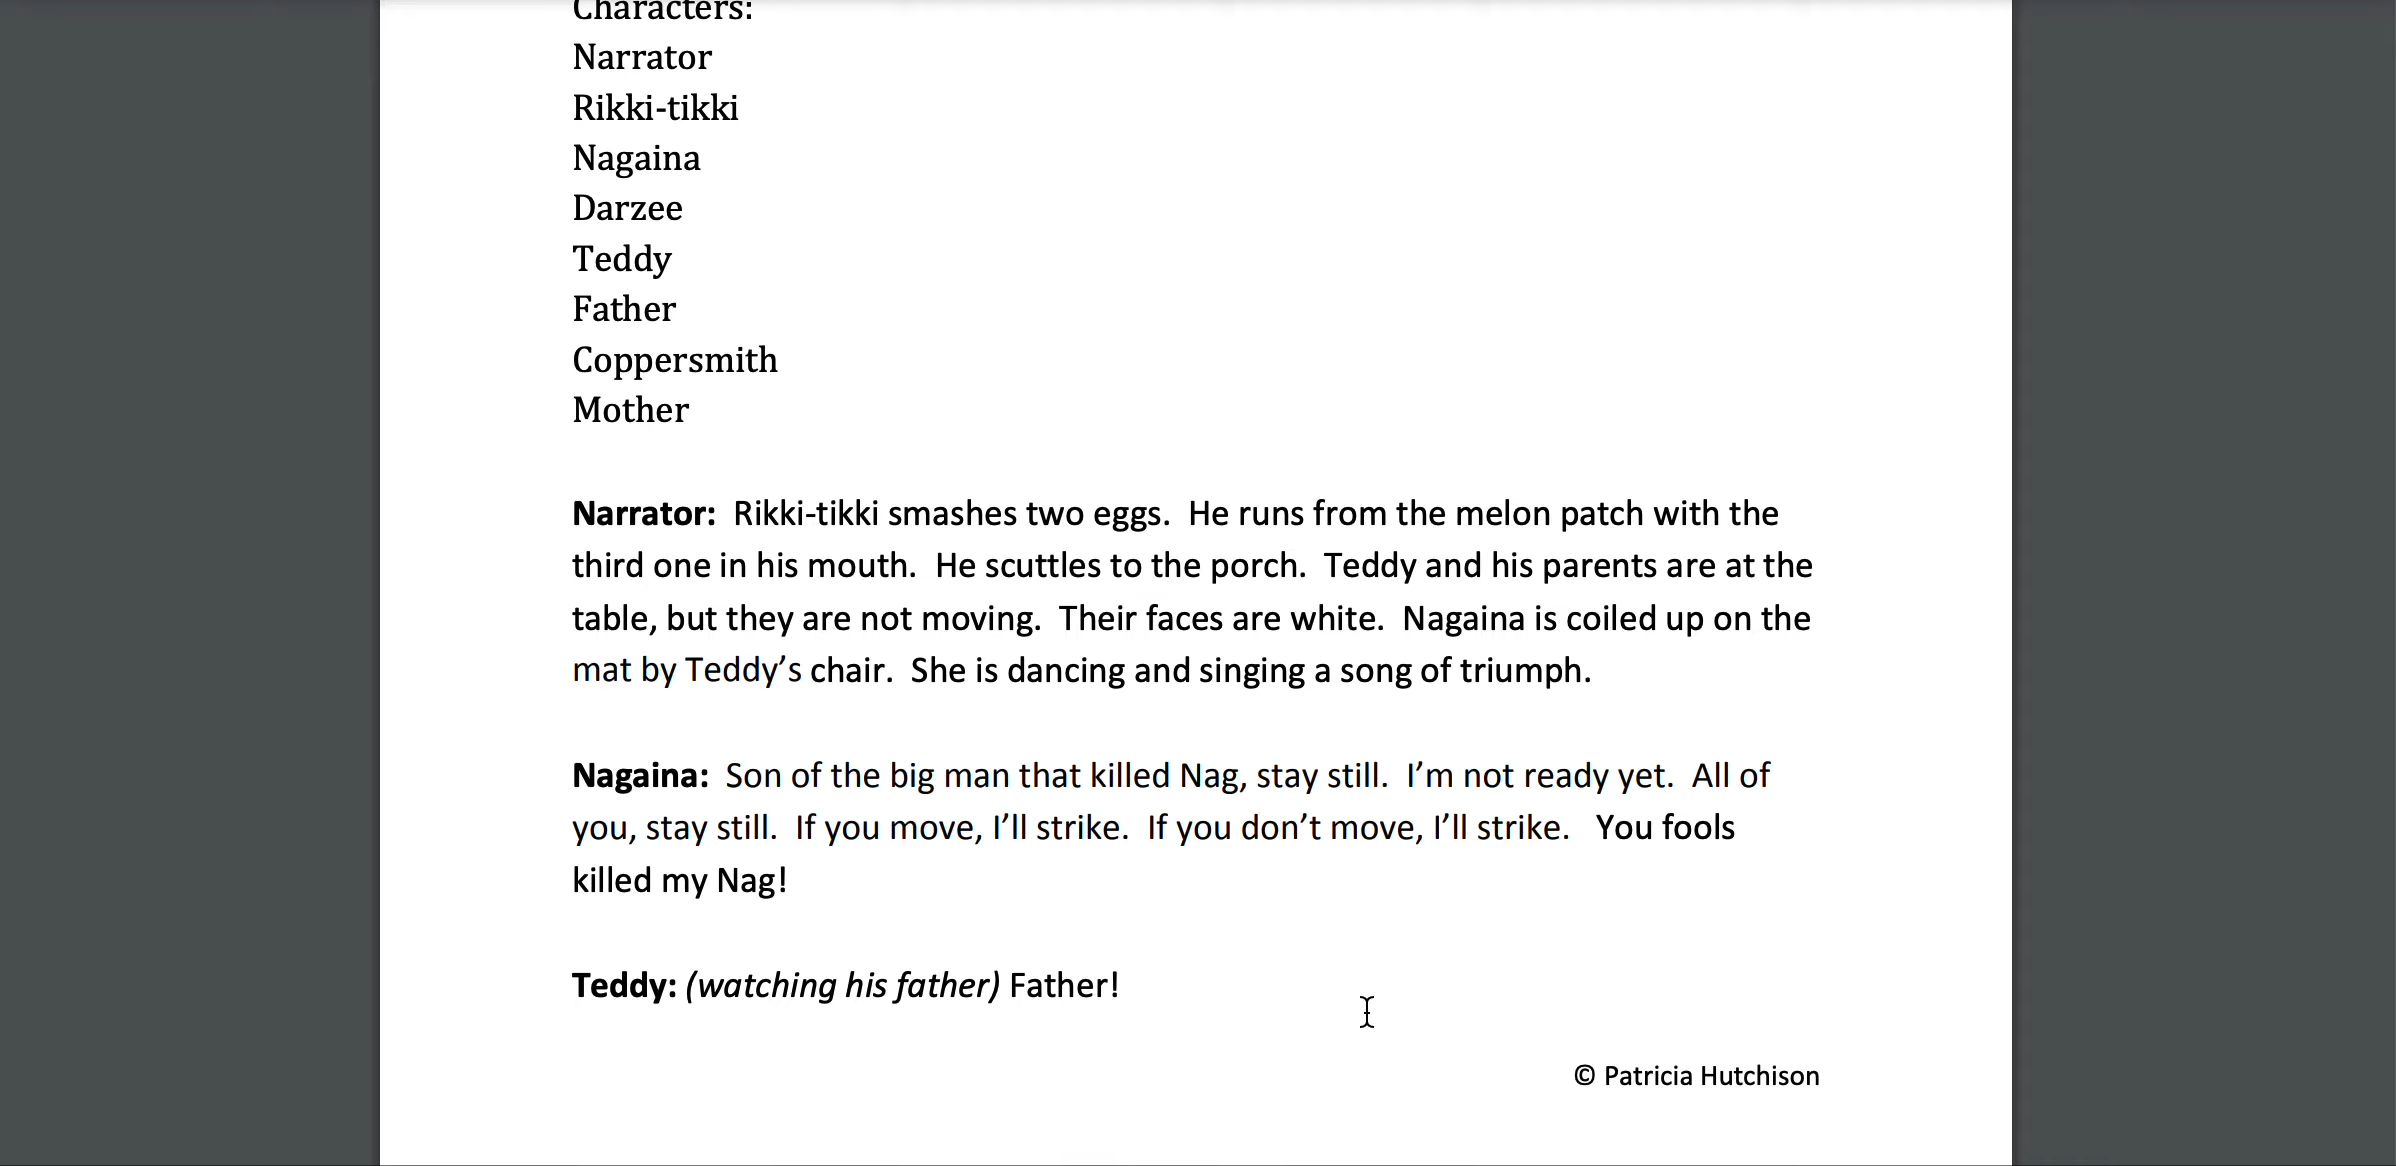 Characters:
Narrator
Rikki-tikki
Nagaina
Darzee
Teddy
Father
Coppersmith
Mother
Narrator:  Rikki-tikki smashes two eggs.  He runs from the melon patch with the
third one in his mouth.  He scuttles to the porch.  Teddy and his parents are at the
table, but they are not moving.  Their faces are white.  Nagaina is coiled up on the
mat by Teddy’s chair.  She is dancing and singing a song of triumph.
Nagaina:  Son of the big man that killed Nag, stay still.  I’m not ready yet.  All of
you, stay still.  If you move, I’ll strike.  If you don’t move, I’ll strike.   You fools
killed my Nag!
Teddy: (watching his father) Father!
© Patricia Hutchison